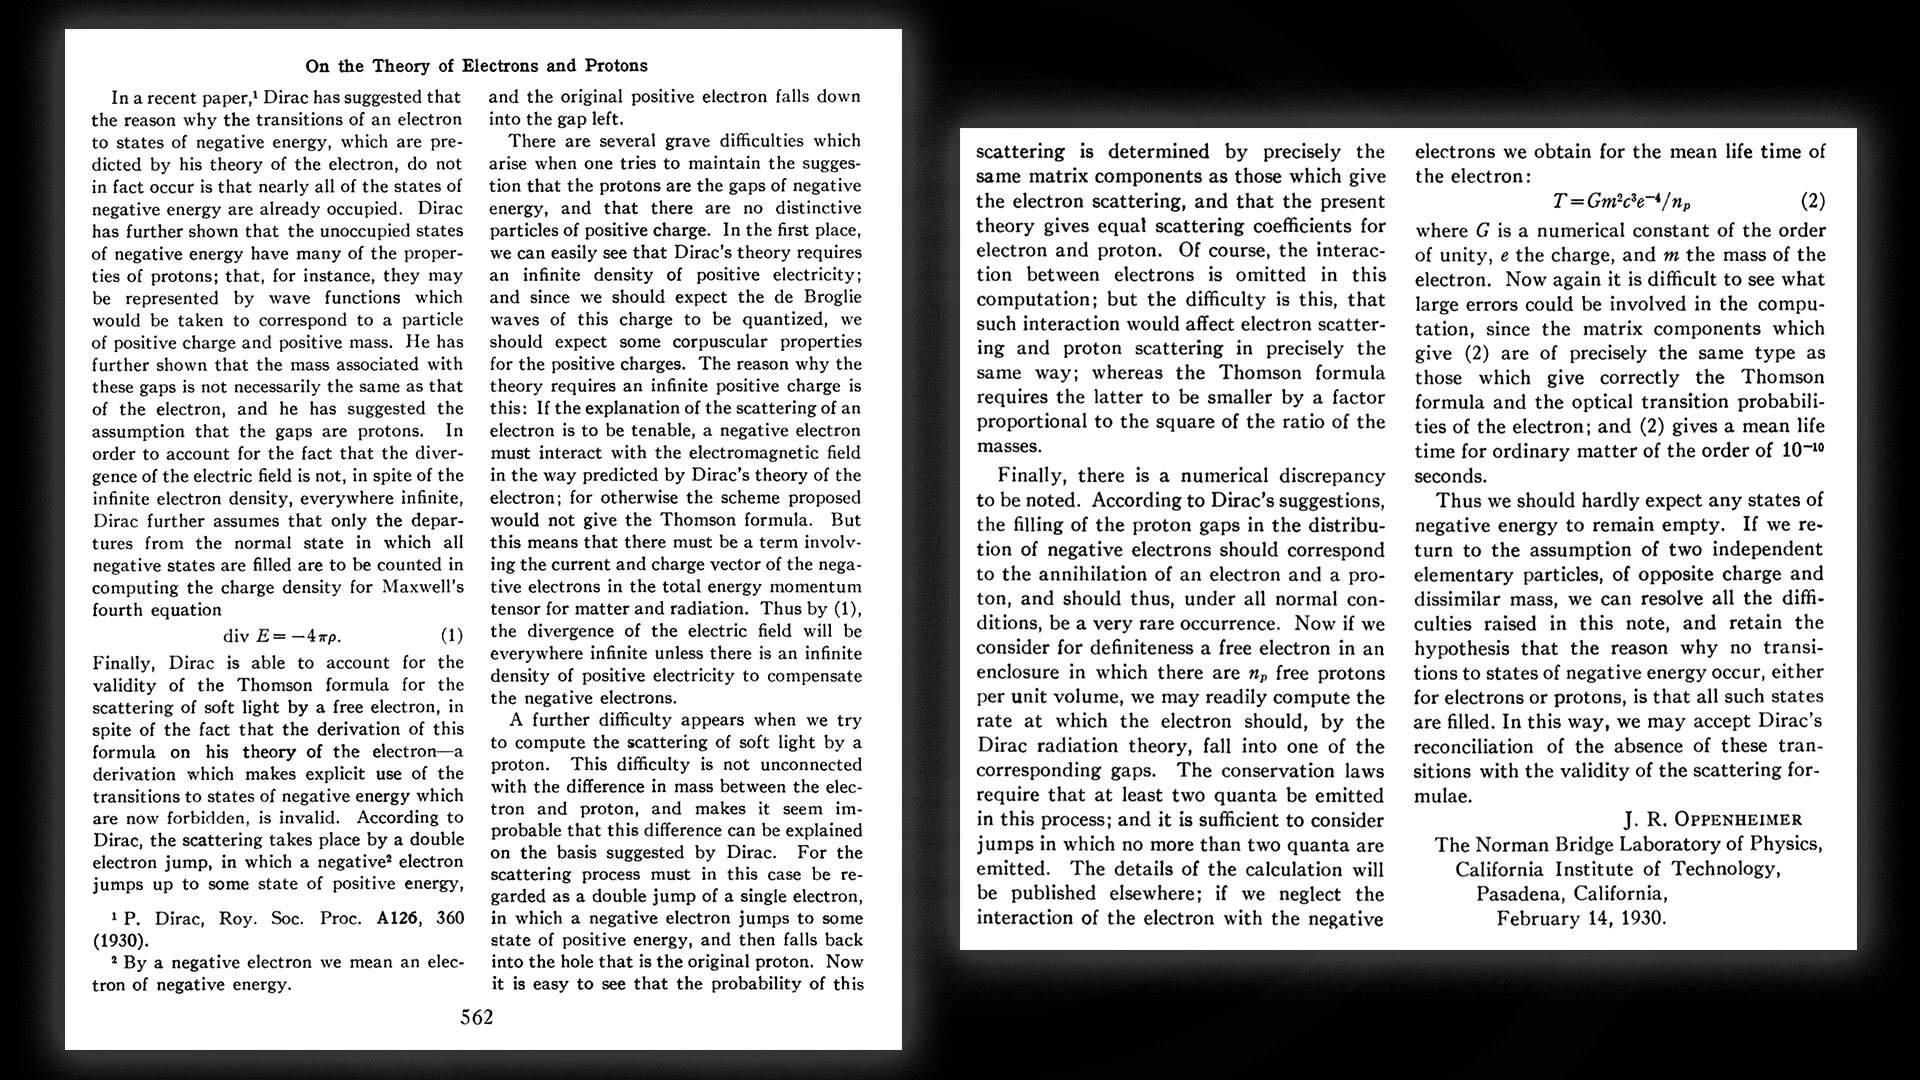 On the Theory of Electrons and Protons
In a recent paper,¹ Dirac has suggested that
the reason why the transitions of an electron
to states of negative energy, which are pre-
dicted by his theory of the electron, do not
in fact occur is that nearly all of the states of
negative energy are already occupied. Dirac
has further shown that the unoccupied states
of negative energy have many of the proper-
ties of protons; that, for instance, they may
be represented by wave functions which
would be taken to correspond to a particle
of positive charge and positive mass. He has
further shown that the mass associated with
these gaps is not necessarily the same as that
of the electron, and he has suggested the
assumption that the gaps are protons. In
order to account for the fact that the diver-
gence of the electric field is not, in spite of the
infinite electron density, everywhere infinite,
Dirac further assumes that only the depar-
tures from the normal state in which all
negative states are filled are to be counted in
computing the charge density for Maxwell's
fourth equation
div E = −4πρ. (1)
Finally, Dirac is able to account for the
validity of the Thomson formula for the
scattering of soft light by a free electron, in
spite of the fact that the derivation of this
formula on his theory of the electron—a
derivation which makes explicit use of the
transitions to states of negative energy which
are now forbidden, is invalid. According to
Dirac, the scattering takes place by a double
electron jump, in which a negative² electron
jumps up to some state of positive energy,
¹ P. Dirac, Roy. Soc. Proc. A126, 360
(1930).
² By a negative electron we mean an elec-
tron of negative energy.
and the original positive electron falls down
into the gap left.
There are several grave difficulties which
arise when one tries to maintain the sugges-
tion that the protons are the gaps of negative
energy, and that there are no distinctive
particles of positive charge. In the first place,
we can easily see that Dirac's theory requires
an infinite density of positive electricity;
and since we should expect the de Broglie
waves of this charge to be quantized, we
should expect some corpuscular properties
for the positive charges. The reason why the
theory requires an infinite positive charge is
this: If the explanation of the scattering of an
electron is to be tenable, a negative electron
must interact with the electromagnetic field
in the way predicted by Dirac's theory of the
electron; for otherwise the scheme proposed
would not give the Thomson formula. But
this means that there must be a term involv-
ing the current and charge vector of the nega-
tive electrons in the total energy momentum
tensor for matter and radiation. Thus by (1),
the divergence of the electric field will be
everywhere infinite unless there is an infinite
density of positive electricity to compensate
the negative electrons.
A further difficulty appears when we try
to compute the scattering of soft light by a
proton. This difficulty is not unconnected
with the difference in mass between the elec-
tron and proton, and makes it seem im-
probable that this difference can be explained
on the basis suggested by Dirac. For the
scattering process must in this case be re-
garded as a double jump of a single electron,
in which a negative electron jumps to some
state of positive energy, and then falls back
into the hole that is the original proton. Now
it is easy to see that the probability of this
562
scattering is determined by precisely the
same matrix components as those which give
the electron scattering, and that the present
theory gives equal scattering coefficients for
electron and proton. Of course, the interac-
tion between electrons is omitted in this
computation; but the difficulty is this, that
such interaction would affect electron scatter-
ing and proton scattering in precisely the
same way; whereas the Thomson formula
requires the latter to be smaller by a factor
proportional to the square of the ratio of the
masses.
Finally, there is a numerical discrepancy
to be noted. According to Dirac's suggestions,
the filling of the proton gaps in the distribu-
tion of negative electrons should correspond
to the annihilation of an electron and a pro-
ton, and should thus, under all normal con-
ditions, be a very rare occurrence. Now if we
consider for definiteness a free electron in an
enclosure in which there are nₚ free protons
per unit volume, we may readily compute the
rate at which the electron should, by the
Dirac radiation theory, fall into one of the
corresponding gaps. The conservation laws
require that at least two quanta be emitted
in this process; and it is sufficient to consider
jumps in which no more than two quanta are
emitted. The details of the calculation will
be published elsewhere; if we neglect the
interaction of the electron with the negative
electrons we obtain for the mean life time of
the electron:
T = Gm²c³e⁻⁴/nₚ (2)
where G is a numerical constant of the order
of unity, e the charge, and m the mass of the
electron. Now again it is difficult to see what
large errors could be involved in the compu-
tation, since the matrix components which
give (2) are of precisely the same type as
those which give correctly the Thomson
formula and the optical transition probabili-
ties of the electron; and (2) gives a mean life
time for ordinary matter of the order of 10⁻¹⁰
seconds.
Thus we should hardly expect any states of
negative energy to remain empty. If we re-
turn to the assumption of two independent
elementary particles, of opposite charge and
dissimilar mass, we can resolve all the diffi-
culties raised in this note, and retain the
hypothesis that the reason why no transi-
tions to states of negative energy occur, either
for electrons or protons, is that all such states
are filled. In this way, we may accept Dirac's
reconciliation of the absence of these tran-
sitions with the validity of the scattering for-
mulae.
J. R. OPPENHEIMER
The Norman Bridge Laboratory of Physics,
California Institute of Technology,
Pasadena, California,
February 14, 1930.